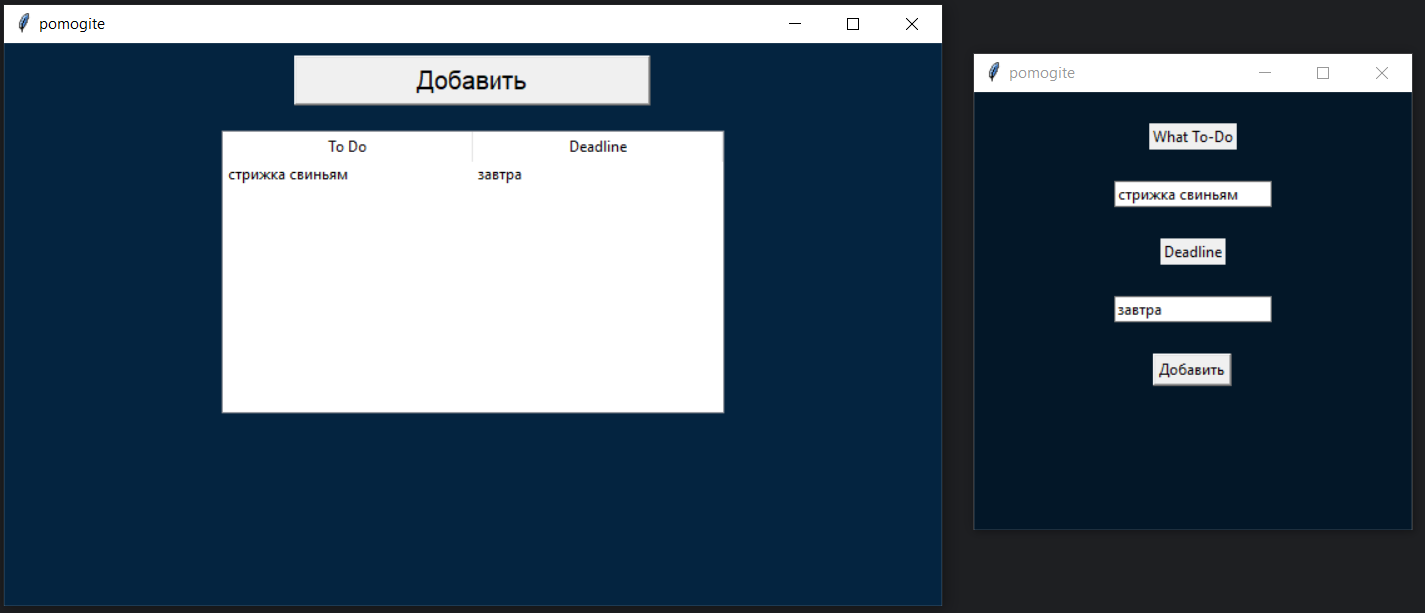 pomogite
Добавить
To Do Deadline
стрижка свиньям завтра
pomogite
What To-Do
стрижка свиньям
Deadline
завтра
Добавить